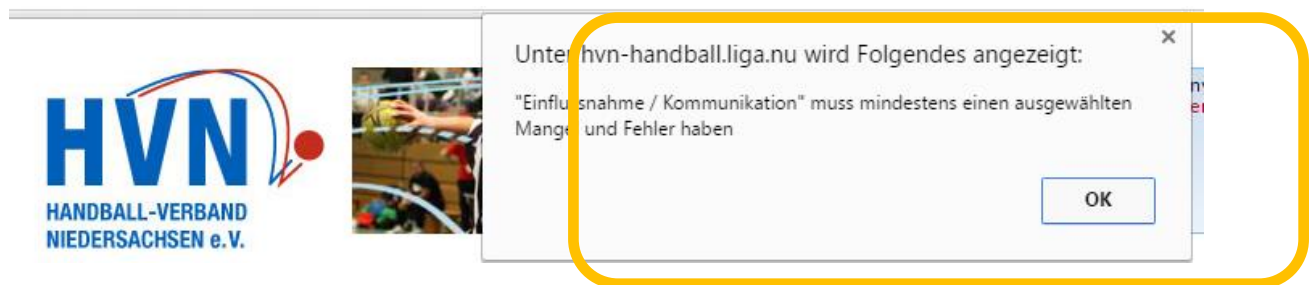 Unter hvn-handball.liga.nu wird Folgendes angezeigt:
"Einflussnahme / Kommunikation" muss mindestens einen ausgewählten
Mangel und Fehler haben
OK
HVN
HANDBALL-VERBAND
NIEDERSACHSEN e.V.